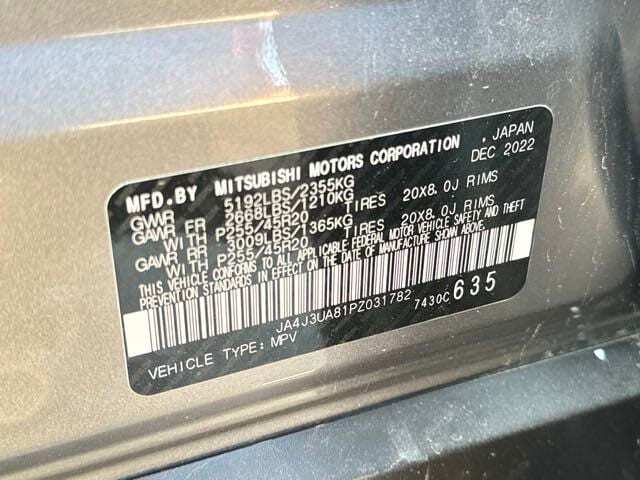 MFD.BY MITSUBISHI MOTORS CORPORATION , JAPAN
GVWR 5192LBS/2355KG DEC 2022
GAWR FR 2668LBS/1210KG
WITH P255/45R20 TIRES 20X8.0J RIMS
GAWR RR 3009LBS/1365KG
WITH P255/45R20 TIRES 20X8.0J RIMS
THIS VEHICLE CONFORMS TO ALL APPLICABLE FEDERAL MOTOR VEHICLE SAFETY AND THEFT
PREVENTION STANDARDS IN EFFECT ON THE DATE OF MANUFACTURE SHOWN ABOVE.
JA4J3UA81PZ031782 7430C 635
VEHICLE TYPE: MPV